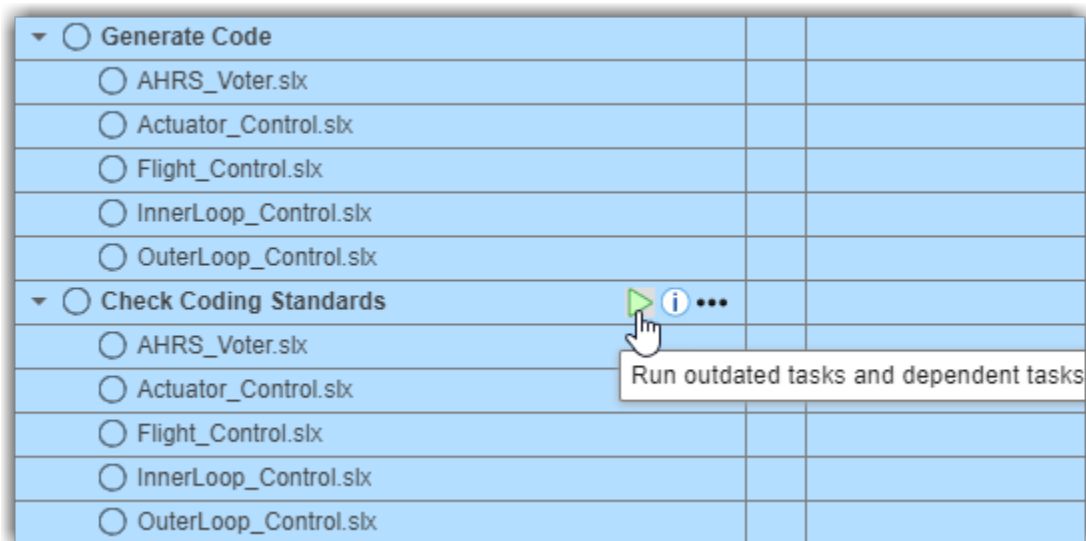 Generate Code
AHRS_Voter.slx
Actuator_Control.slx
Flight_Control.slx
InnerLoop_Control.slx
OuterLoop_Control.slx
Check Coding Standards
AHRS_Voter.slx
Run outdated tasks and dependent tasks
Actuator_Control.slx
Flight_Control.slx
InnerLoop_Control.slx
OuterLoop_Control.slx